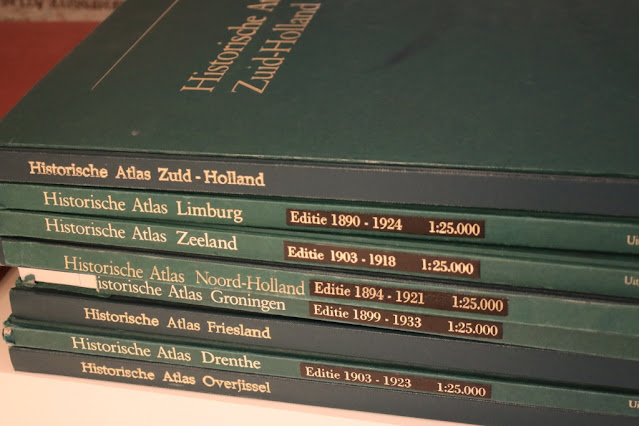 Historische
Zuid-Holland
Historische Atlas Zuid-Holland
Historische Atlas Limburg Editie 1890 - 1924 1:25.000
Historische Atlas Zeeland Editie 1903 - 1918 1:25.000
Historische Atlas Noord-Holland Editie 1894 - 1921 1:25.000
Historische Atlas Groningen Editie 1899 - 1933 1:25.000
Historische Atlas Friesland
Historische Atlas Drenthe Editie 1903 - 1923 1:25.000
Historische Atlas Overijssel